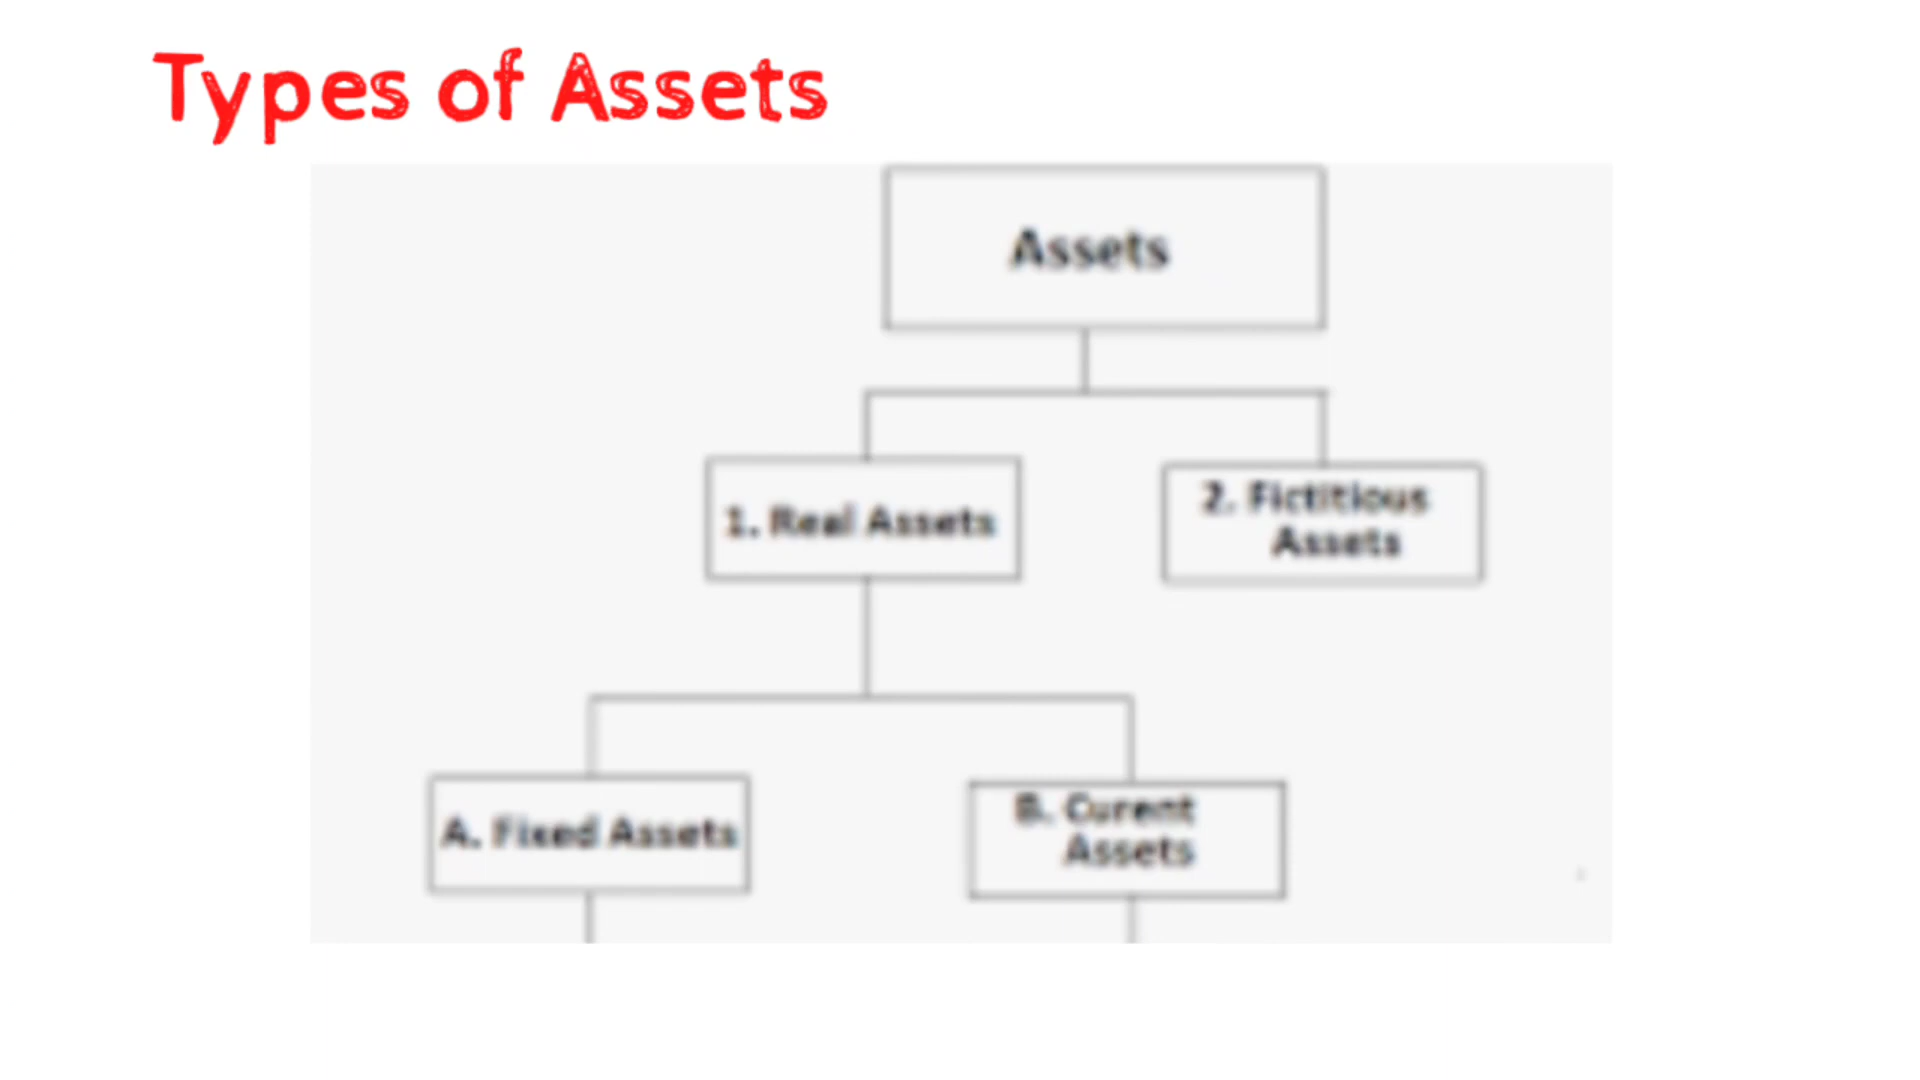 Types of Assets
Assets
1. Real Assets
2. Fictitious
Assets
A. Fixed Assets
B. Curent
Assets